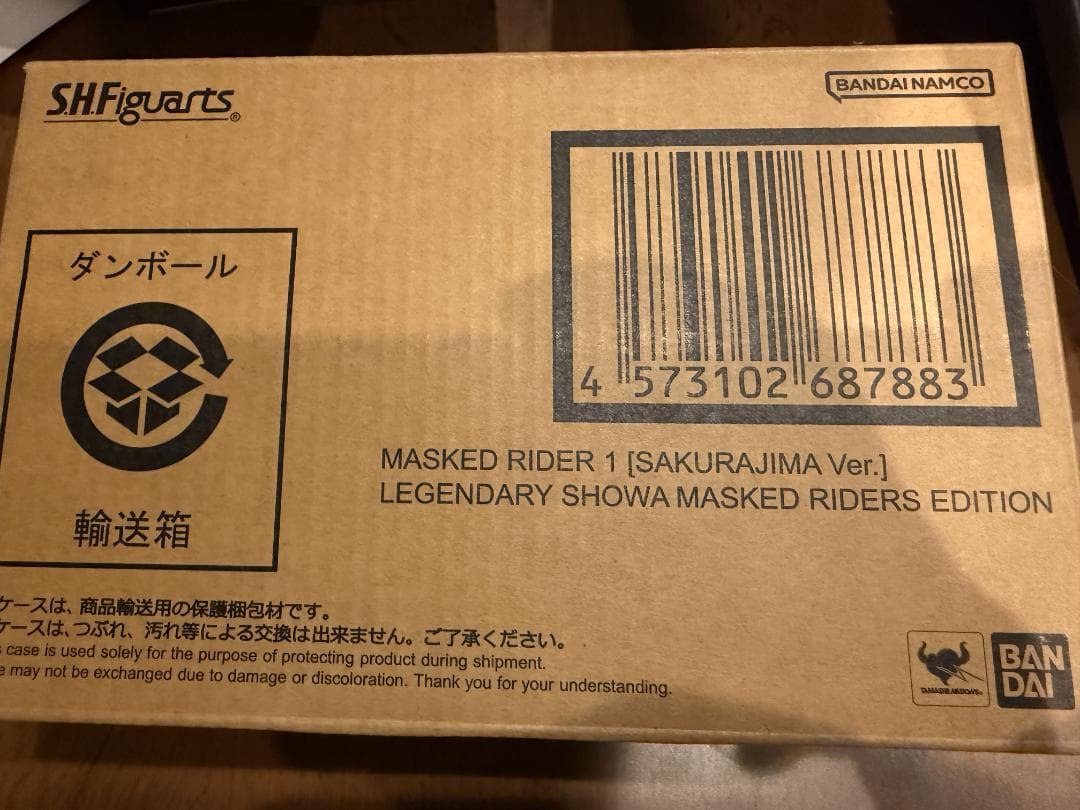 S.H.Figuarts®
BANDAI NAMCO
4 573102 687883
ダンボール
輸送箱
MASKED RIDER 1 [SAKURAJIMA Ver.]
LEGENDARY SHOWA MASKED RIDERS EDITION
ケースは、商品輸送用の保護梱包材です。
ケースは、つぶれ、汚れ等による交換は出来ません。ご了承ください。
case is used solely for the purpose of protecting product during shipment.
may not be exchanged due to damage or discoloration. Thank you for your understanding.
TAMASHII NATIONS
BAN
DAI